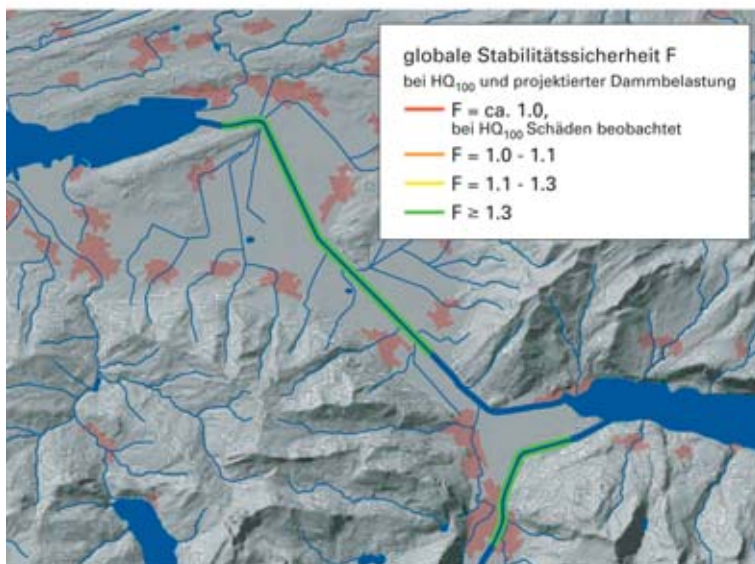 globale Stabilitätssicherheit F
bei HQ100 und projektierter Dammbelastung
F = ca. 1.0,
bei HQ100 Schäden beobachtet
F = 1.0 - 1.1
F = 1.1 - 1.3
F ≥ 1.3